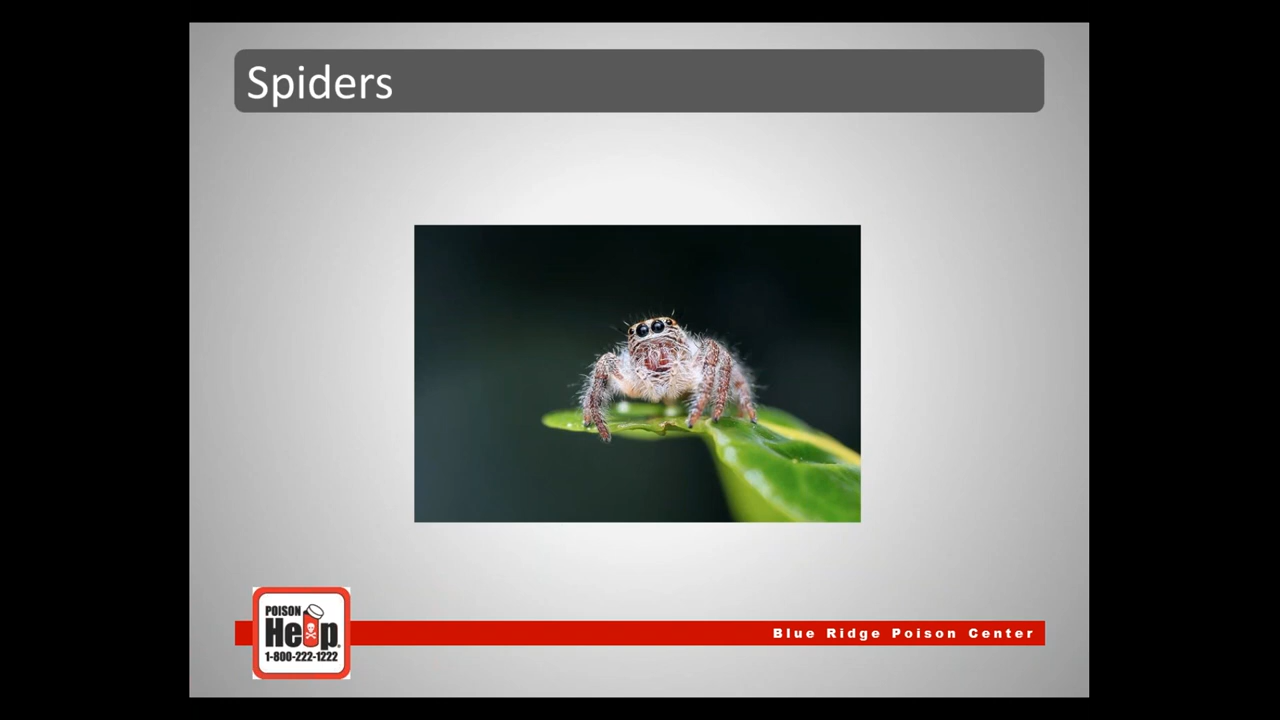 Spiders
POISON
Help®
1-800-222-1222
Blue Ridge Poison Center